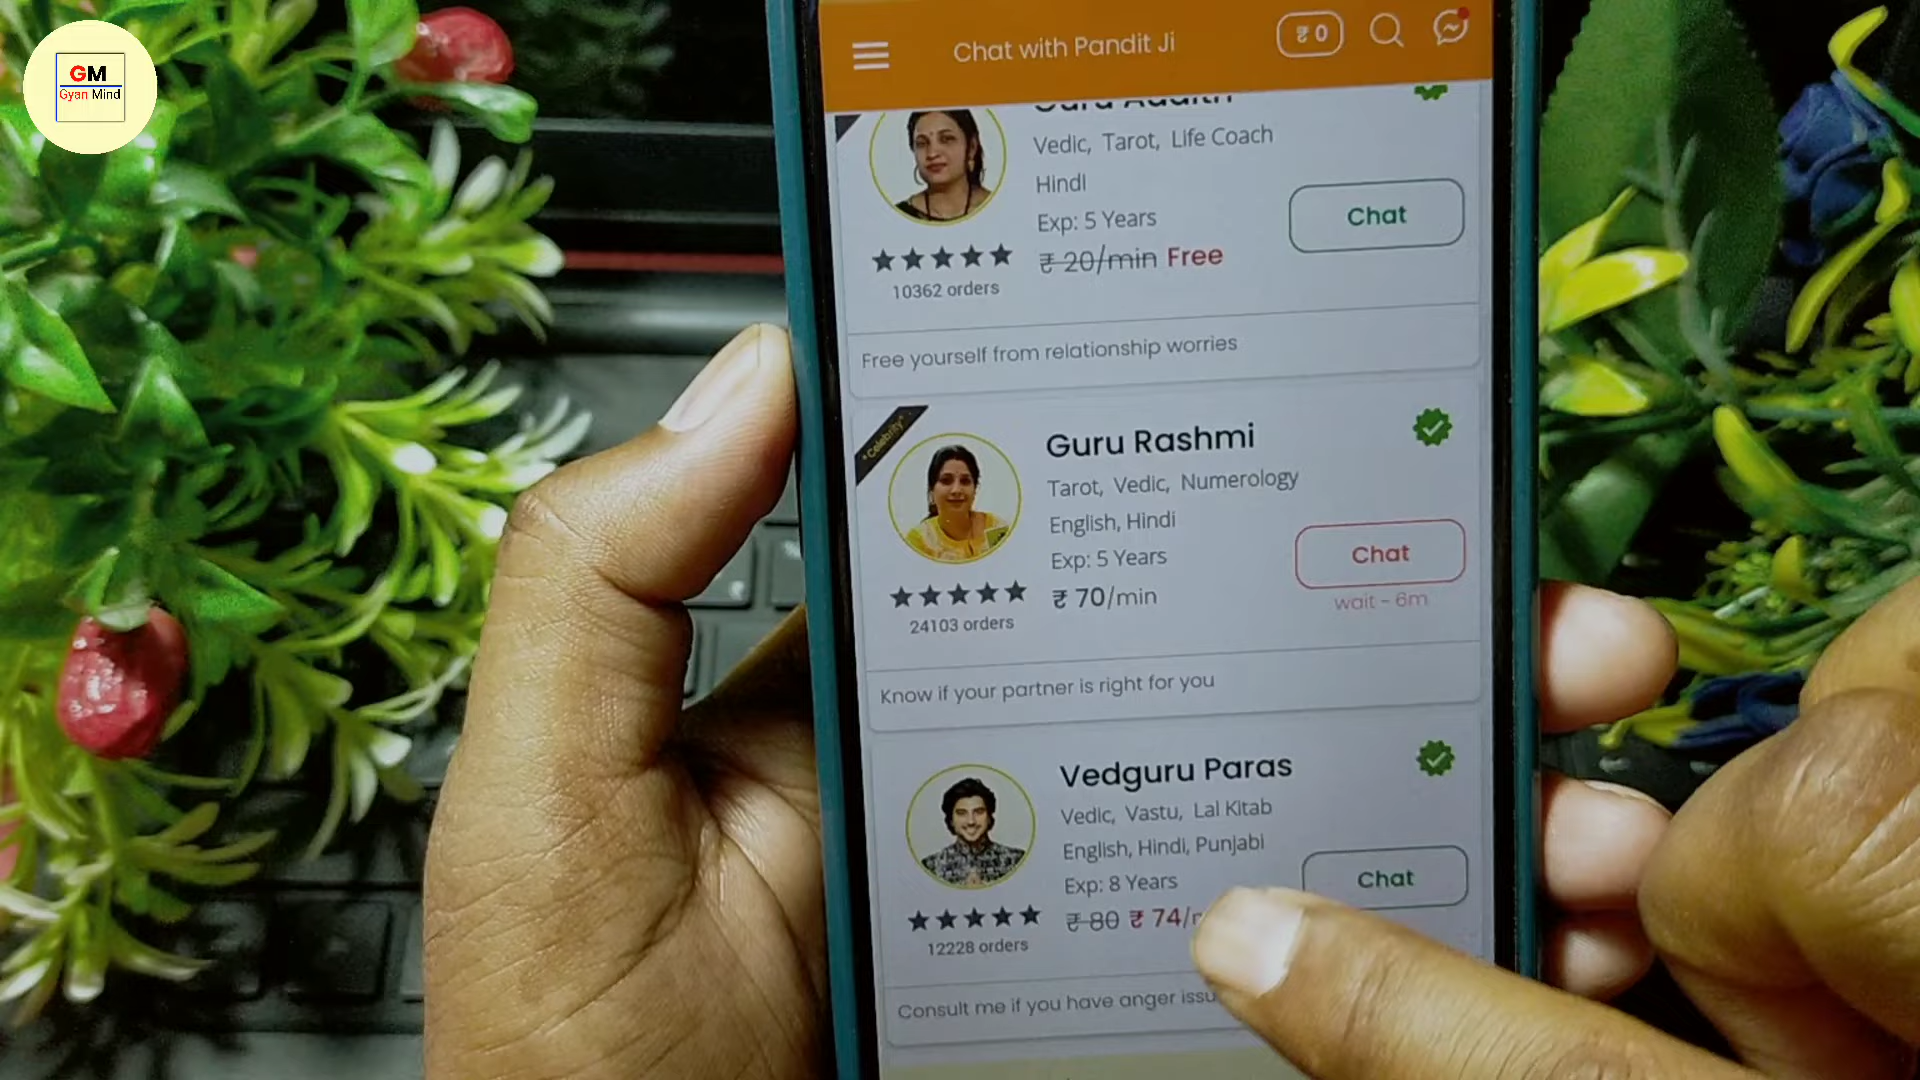 GM
Gyan Mind
Chat with Pandit Ji
₹ 0
Vedic, Tarot, Life Coach
Hindi
Exp: 5 Years
Chat
₹ 20/min Free
10362 orders
Free yourself from relationship worries
*Celebrity*
Guru Rashmi
Tarot, Vedic, Numerology
English, Hindi
Exp: 5 Years
Chat
₹ 70/min
wait - 6m
24103 orders
Know if your partner is right for you
Vedguru Paras
Vedic, Vastu, Lal Kitab
English, Hindi, Punjabi
Exp: 8 Years
Chat
₹ 80 ₹ 74/
12228 orders
Consult me if you have anger